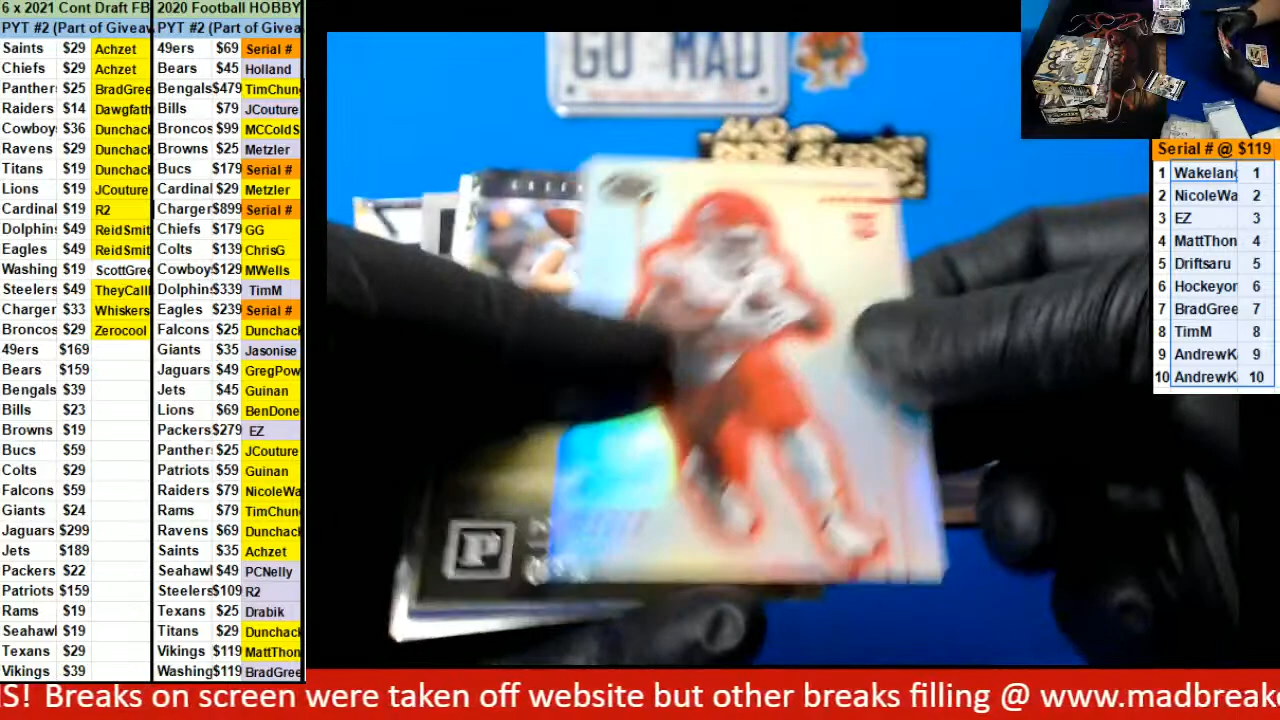 6 x 2021 Cont Draft FB
PYT #2 (Part of Giveaw
Saints $29 Achzet
Chiefs $29 Achzet
Panther $25 BradGree
Raiders $14 Dawgfath
Cowboy $36 Dunchack
Ravens $29 Dunchack
Titans $19 Dunchack
Lions $19 JCouture
Cardinal $19 R2
Dolphin $49 ReidSmit
Eagles $49 ReidSmit
Washing $19 ScottGree
Steelers $49 TheyCall
Charger $33 Whiskers
Broncos $29 Zerocool
49ers $169
Bears $159
Bengals $39
Bills $23
Browns $19
Bucs $59
Colts $29
Falcons $59
Giants $24
Jaguars $299
Jets $189
Packers $22
Patriots $159
Rams $19
Seahawl $19
Texans $29
Vikings $39
2020 Football HOBBY
PYT #2 (Part of Givea
49ers $69 Serial #
Bears $45 Holland
Bengals $479 TimChun
Bills $79 JCouture
Broncos $99 MCColdS
Browns $25 Metzler
Bucs $179 Serial #
Cardinal $29 Metzler
Charger $899 Serial #
Chiefs $179 GG
Colts $139 ChrisG
Cowboy $129 MWells
Dolphin $339 TimM
Eagles $239 Serial #
Falcons $25 Dunchack
Giants $35 Jasonise
Jaguars $49 GregPow
Jets $45 Guinan
Lions $69 BenDone
Packers $279 EZ
Panther $25 JCouture
Patriots $59 Guinan
Raiders $79 NicoleWa
Rams $79 TimChun
Ravens $69 Dunchack
Saints $35 Achzet
Seahawl $49 PCNelly
Steelers $109 R2
Texans $25 Drabik
Titans $29 Dunchack
Vikings $119 MattThon
Washing $119 BradGree
GO MAD
P
Serial # @ $119
1 Wakeland 1
2 NicoleWa 2
3 EZ 3
4 MattThon 4
5 Driftsaru 5
6 Hockeyor 6
7 BradGree 7
8 TimM 8
9 AndrewK 9
10 AndrewK 10
IS! Breaks on screen were taken off website but other breaks filling @ www.madbreak